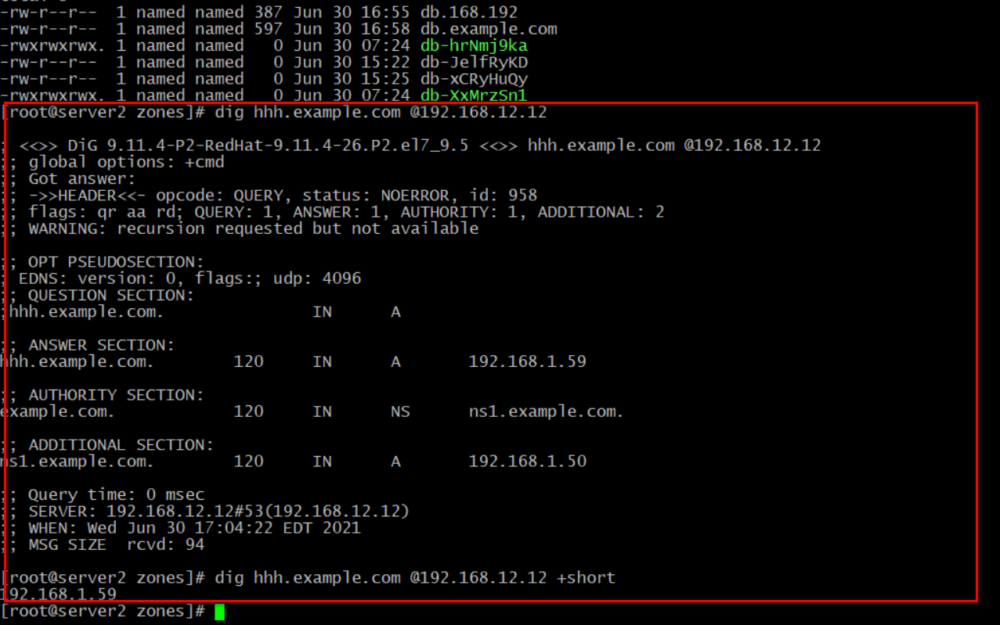 -rw-r--r--  1 named named 387 Jun 30 16:55 db.168.192
-rw-r--r--  1 named named 597 Jun 30 16:58 db.example.com
-rwxrwxrwx. 1 named named   0 Jun 30 07:24 db-hrNmj9ka
-rw-r--r--  1 named named   0 Jun 30 15:22 db-JelfRyKD
-rw-r--r--  1 named named   0 Jun 30 15:25 db-xCRyHuQy
-rwxrwxrwx. 1 named named   0 Jun 30 07:24 db-XxMrzSn1
[root@server2 zones]# dig hhh.example.com @192.168.12.12
; <<>> DiG 9.11.4-P2-RedHat-9.11.4-26.P2.el7_9.5 <<>> hhh.example.com @192.168.12.12
;; global options: +cmd
;; Got answer:
;; ->>HEADER<<- opcode: QUERY, status: NOERROR, id: 958
;; flags: qr aa rd; QUERY: 1, ANSWER: 1, AUTHORITY: 1, ADDITIONAL: 2
;; WARNING: recursion requested but not available
;; OPT PSEUDOSECTION:
; EDNS: version: 0, flags:; udp: 4096
;; QUESTION SECTION:
;hhh.example.com.               IN      A
;; ANSWER SECTION:
hhh.example.com.        120     IN      A       192.168.1.59
;; AUTHORITY SECTION:
example.com.            120     IN      NS      ns1.example.com.
;; ADDITIONAL SECTION:
ns1.example.com.        120     IN      A       192.168.1.50
;; Query time: 0 msec
;; SERVER: 192.168.12.12#53(192.168.12.12)
;; WHEN: Wed Jun 30 17:04:22 EDT 2021
;; MSG SIZE  rcvd: 94
[root@server2 zones]# dig hhh.example.com @192.168.12.12 +short
192.168.1.59
[root@server2 zones]#